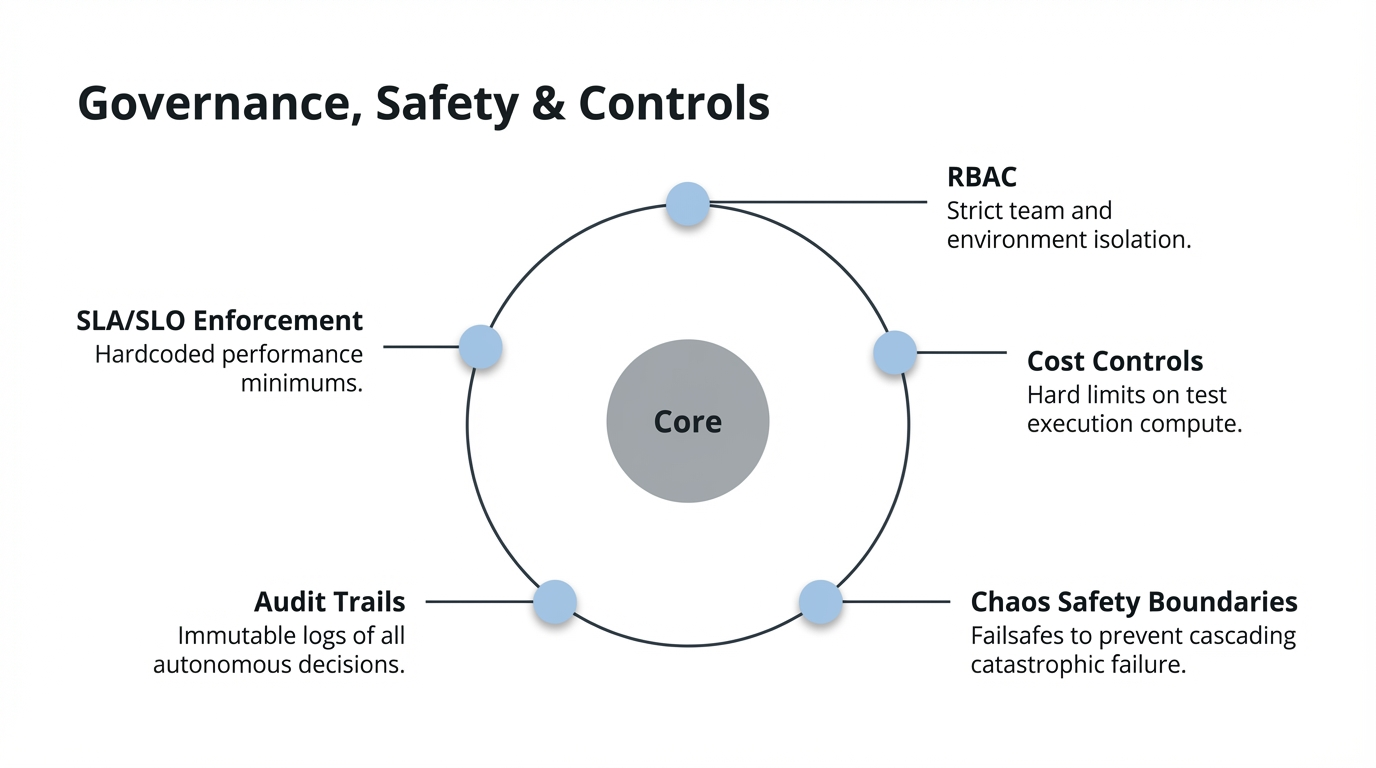 Governance, Safety & Controls
RBAC
Strict team and
environment isolation.
SLA/SLO Enforcement
Hardcoded performance
minimums.
Core
Cost Controls
Hard limits on test
execution compute.
Audit Trails
Immutable logs of all
autonomous decisions.
Chaos Safety Boundaries
Failsafes to prevent cascading
catastrophic failure.